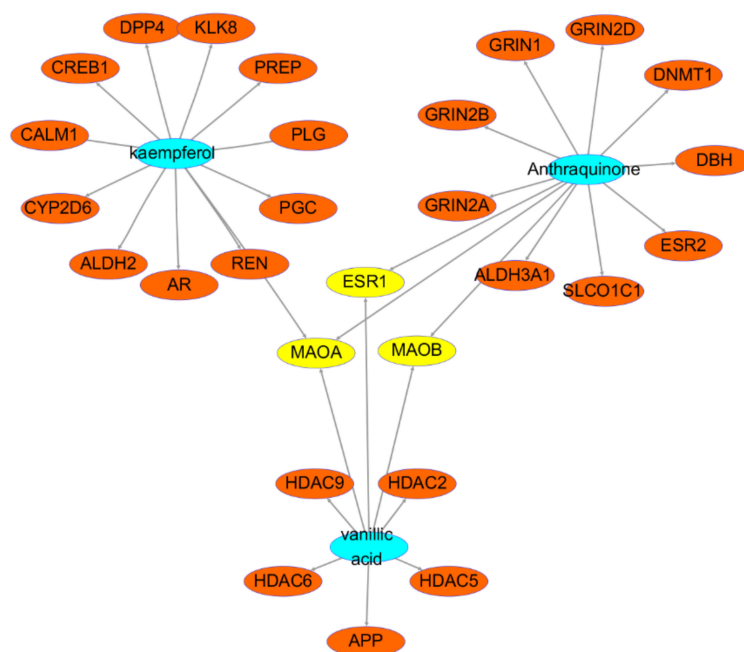 DPP4
KLK8
CREB1
PREP
CALM1
PLG
kaempferol
CYP2D6
PGC
ALDH2
AR
REN
GRIN1
GRIN2D
DNMT1
GRIN2B
Anthraquinone
DBH
GRIN2A
ESR2
ALDH3A1
SLCO1C1
ESR1
MAOA
MAOB
HDAC9
HDAC2
vanillic
acid
HDAC6
HDAC5
APP